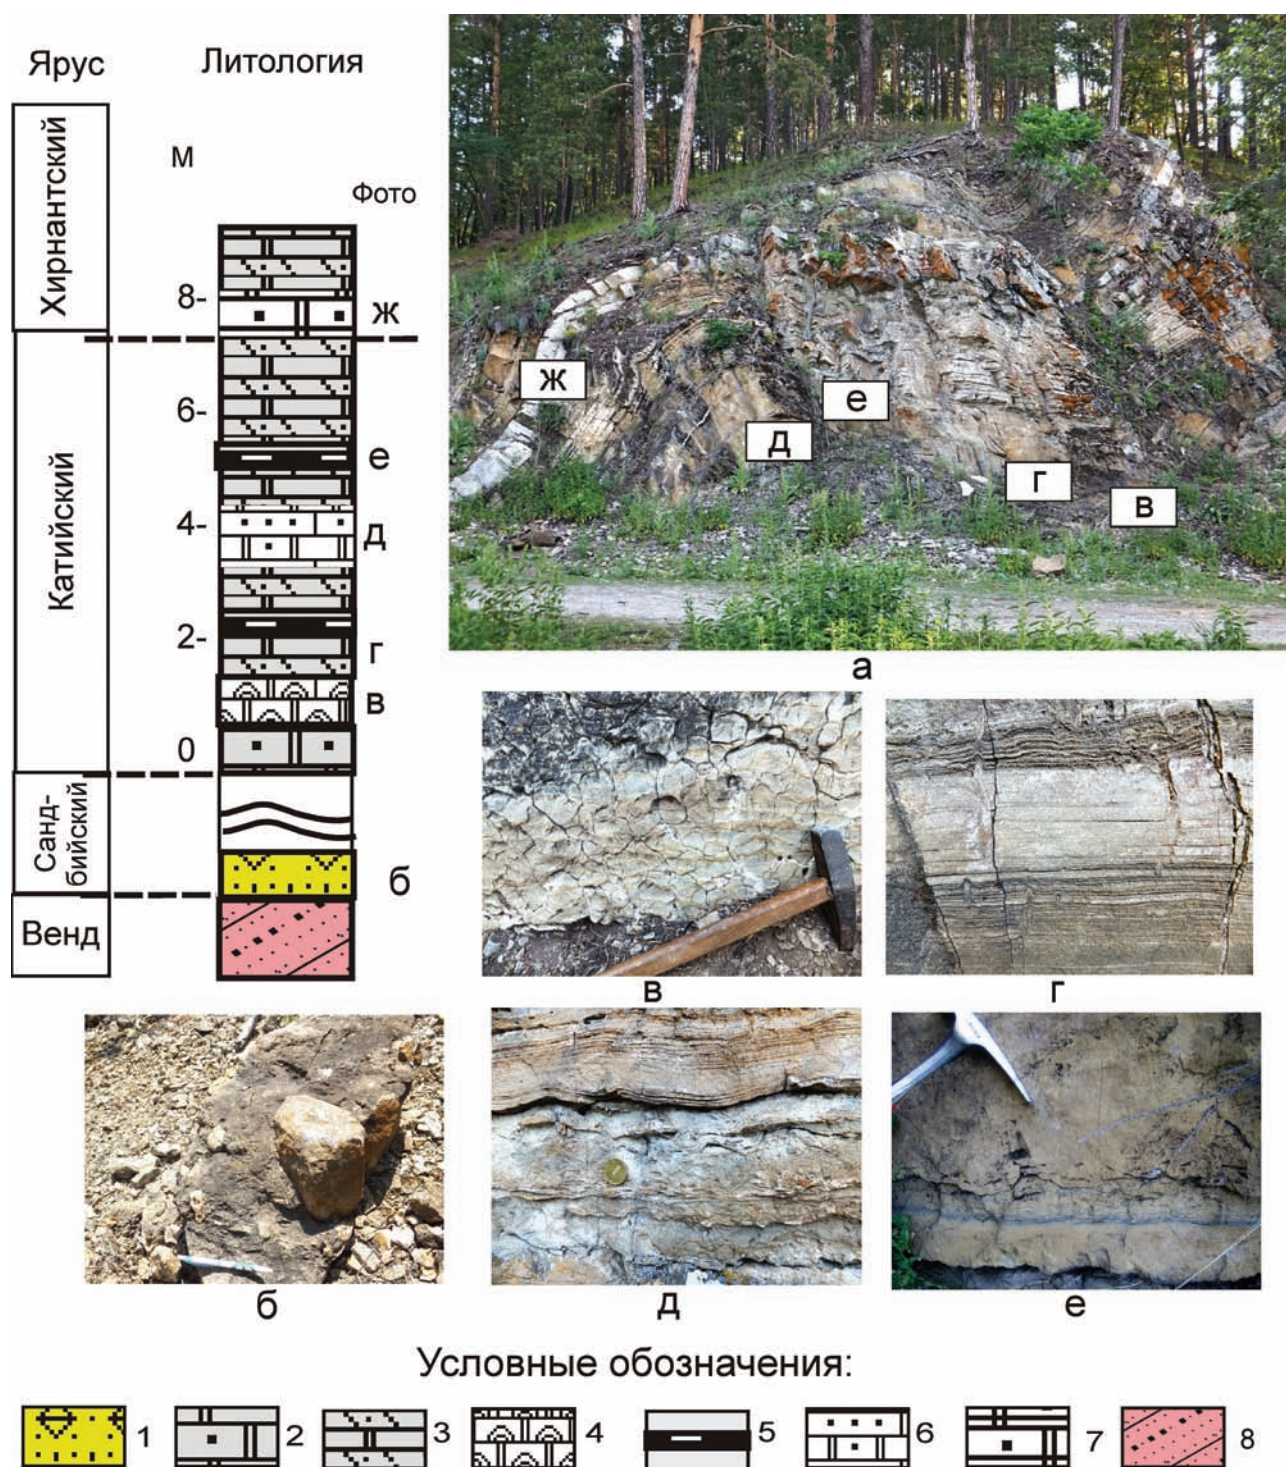 Ярус
Литология
М
Фото
Хирнантский
8-
ж
6-
Катийский
е
4-
д
2-
г
в
0
Санд-
бийский
б
Венд
ж
е
д
г
в
а
в
г
б
д
е
Условные обозначения:
1
2
3
4
5
6
7
8